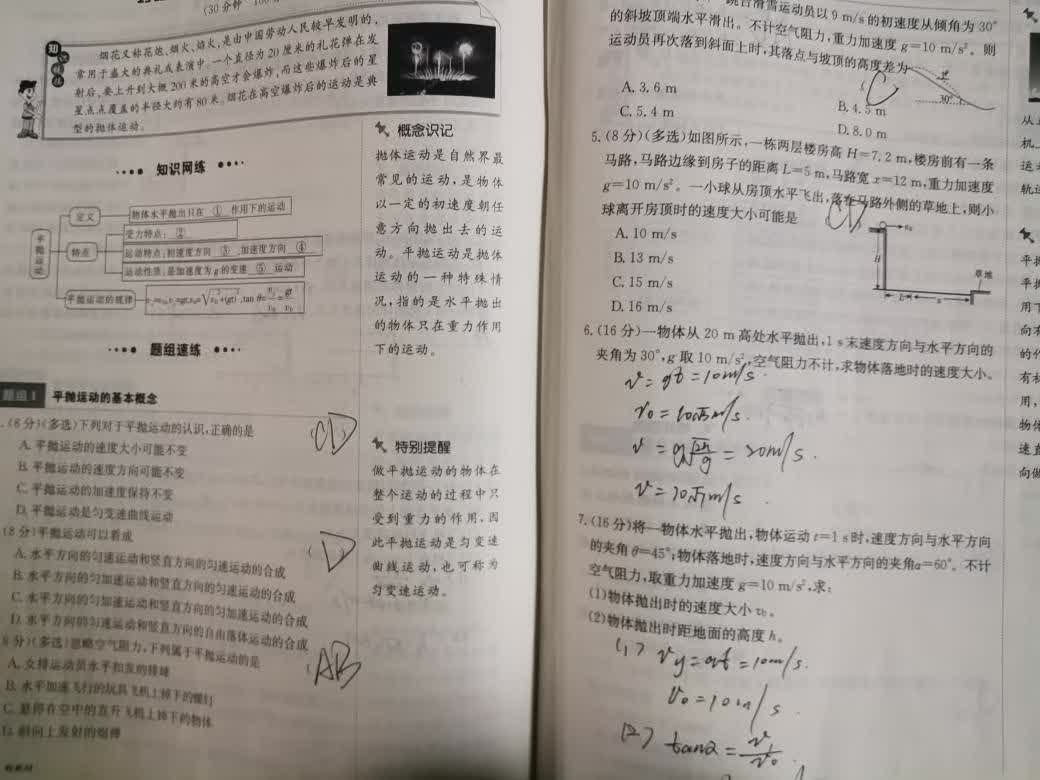 (30分钟
知
烟花又称花炮、烟火、焰火,是由中国劳动人民较早发明的,
常用于盛大的典礼或表演中。一个直径为20厘米的礼花弹在发
射后,要上升到大概200米的高空才会爆炸,而这些爆炸后的星
星点点覆盖的半径大约有80米。烟花在高空爆炸后的运动是典
型的抛体运动。
知识网练
平抛运动
定义
物体水平抛出只在 ① 作用下的运动
特点
受力特点: ②
运动特点:初速度方向 ③ ,加速度方向 ④
运动性质:是加速度为g的变速 ⑤ 运动
平抛运动的规律
题组速练
题组1 平抛运动的基本概念
(8分)(多选)下列对于平抛运动的认识,正确的是
CD
A.平抛运动的速度大小可能不变
B.平抛运动的速度方向可能不变
C.平抛运动的加速度保持不变
D.平抛运动是匀变速曲线运动
(8分)平抛运动可以看成
D
A.水平方向的匀速运动和竖直方向的匀速运动的合成
B.水平方向的匀加速运动和竖直方向的匀速运动的合成
C.水平方向的匀加速运动和竖直方向的匀加速运动的合成
D.水平方向的匀速运动和竖直方向的自由落体运动的合成
8分)(多选)忽略空气阻力,下列属于平抛运动的是
AB
A.女排运动员水平扣发的排球
B.水平加速飞行的玩具飞机上掉下的螺钉
C.悬停在空中的直升飞机上掉下的物体
D.斜向上发射的炮弹
概念识记
抛体运动是自然界最
常见的运动,是物体
以一定的初速度朝任
意方向抛出去的运
动。平抛运动是抛体
运动的一种特殊情
况,指的是水平抛出
的物体只在重力作用
下的运动。
特别提醒
做平抛运动的物体在
整个运动的过程中只
受到重力的作用,因
此平抛运动是匀变速
曲线运动,也可称为
匀变速运动。
跳台滑雪运动员以9 m/s的初速度从倾角为30°
的斜坡顶端水平滑出。不计空气阻力,重力加速度g=10 m/s²。则
运动员再次落到斜面上时,其落点与坡顶的高度差为
C
30°
A.3.6 m
B.4.5 m
C.5.4 m
D.8.0 m
5.(8分)(多选)如图所示,一栋两层楼房高H=7.2 m,楼房前有一条
马路,马路边缘到房子的距离L=5 m,马路宽x=12 m,重力加速度
g=10 m/s²。一小球从房顶水平飞出,落在马路外侧的草地上,则小
球离开房顶时的速度大小可能是
CD
A.10 m/s
B.13 m/s
C.15 m/s
D.16 m/s
v₀
H
草地
L
x
6.(16分)一物体从20 m高处水平抛出,1 s末速度方向与水平方向的
夹角为30°,g取10 m/s²,空气阻力不计,求物体落地时的速度大小。
v=gt=10m/s.
v₀=10√3m/s.
v=g√2h/g=20m/s.
v=10√7m/s.
7.(16分)将一物体水平抛出,物体运动t=1 s时,速度方向与水平方向
的夹角θ=45°;物体落地时,速度方向与水平方向的夹角α=60°。不计
空气阻力,取重力加速度g=10 m/s²,求:
(1)物体抛出时的速度大小v₀。
(2)物体抛出时距地面的高度h。
(1) vy=gt=10m/s.
v₀=10m/s.
(2) tanα=
机
平抛
平抛
用下
向有
的作
有材
用,
物体
速直
向做